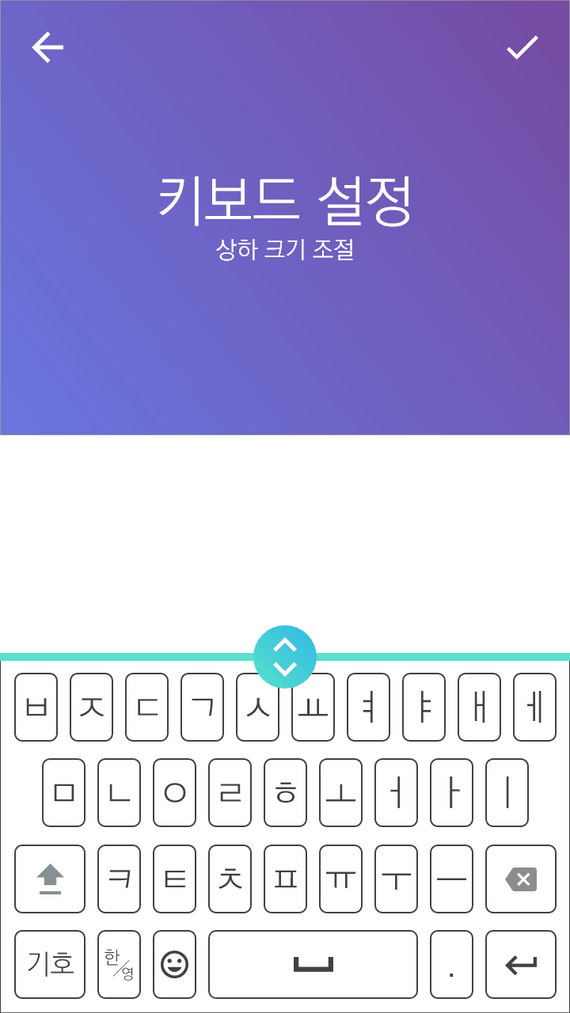 키보드 설정
상하 크기 조절
ㅂ ㅈ ㄷ ㄱ ㅅ ㅛ ㅕ ㅑ ㅐ ㅔ
ㅁ ㄴ ㅇ ㄹ ㅎ ㅗ ㅓ ㅏ ㅣ
ㅋ ㅌ ㅊ ㅍ ㅠ ㅜ ㅡ
기호 한/영 .